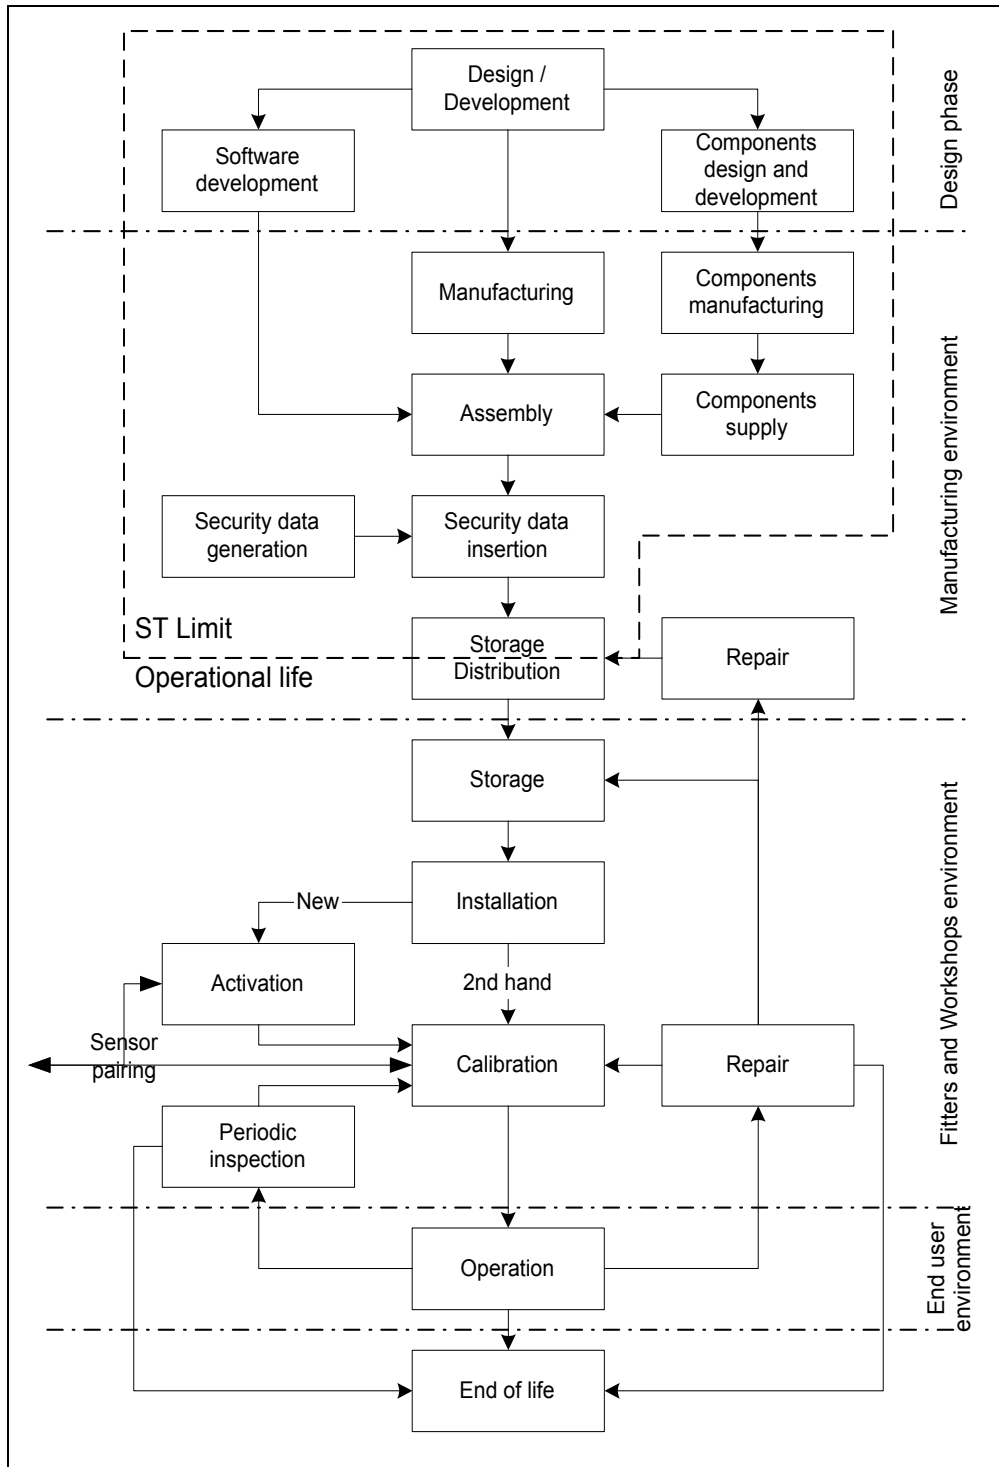 Design /
Development
Software
development
Components
design and
development
Design phase
Manufacturing
Components
manufacturing
Assembly
Components
supply
Security data
generation
Security data
insertion
Manufacturing environment
ST Limit
Operational life
Storage
Distribution
Repair
Storage
New
Installation
Activation
2nd hand
Sensor
pairing
Calibration
Repair
Periodic
inspection
Fitters and Workshops environment
Operation
End user
environment
End of life